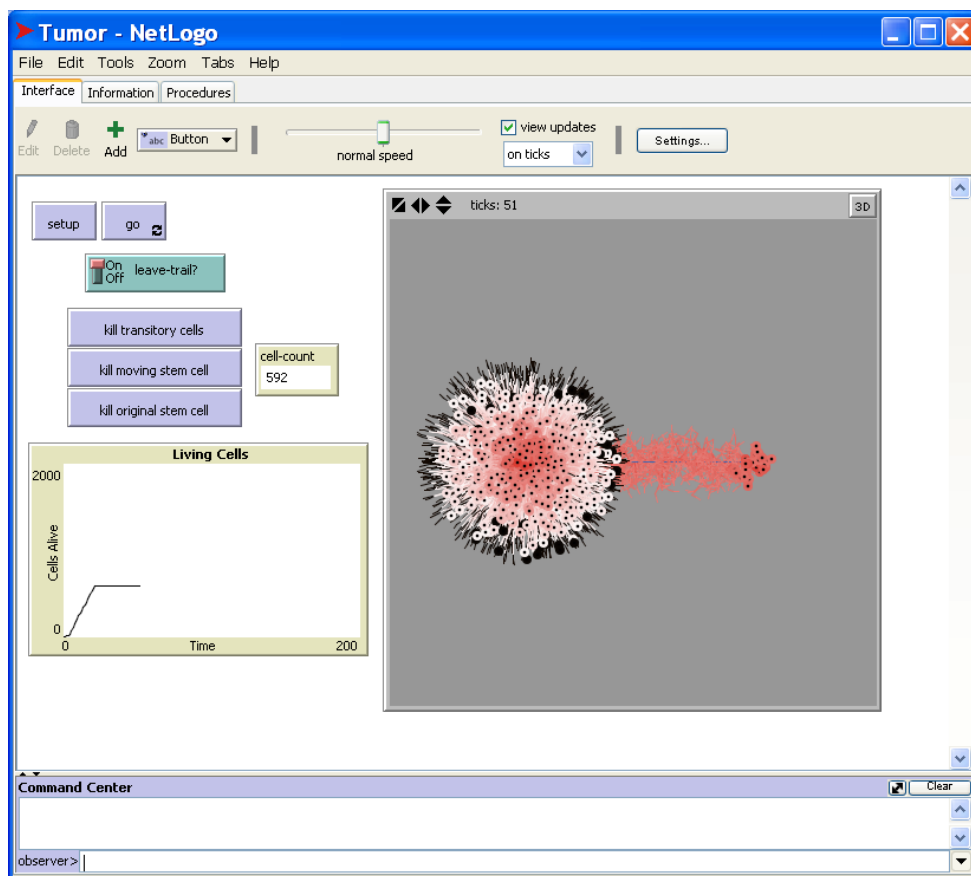 Tumor - NetLogo
File Edit Tools Zoom Tabs Help
Interface Information Procedures
Edit Delete Add abc Button normal speed view updates
on ticks Settings...
setup go
ticks: 51 3D
On
Off leave-trail?
kill transitory cells
kill moving stem cell
kill original stem cell
cell-count
592
Living Cells
2000
Cells Alive
0
0 Time 200
Command Center Clear
observer>